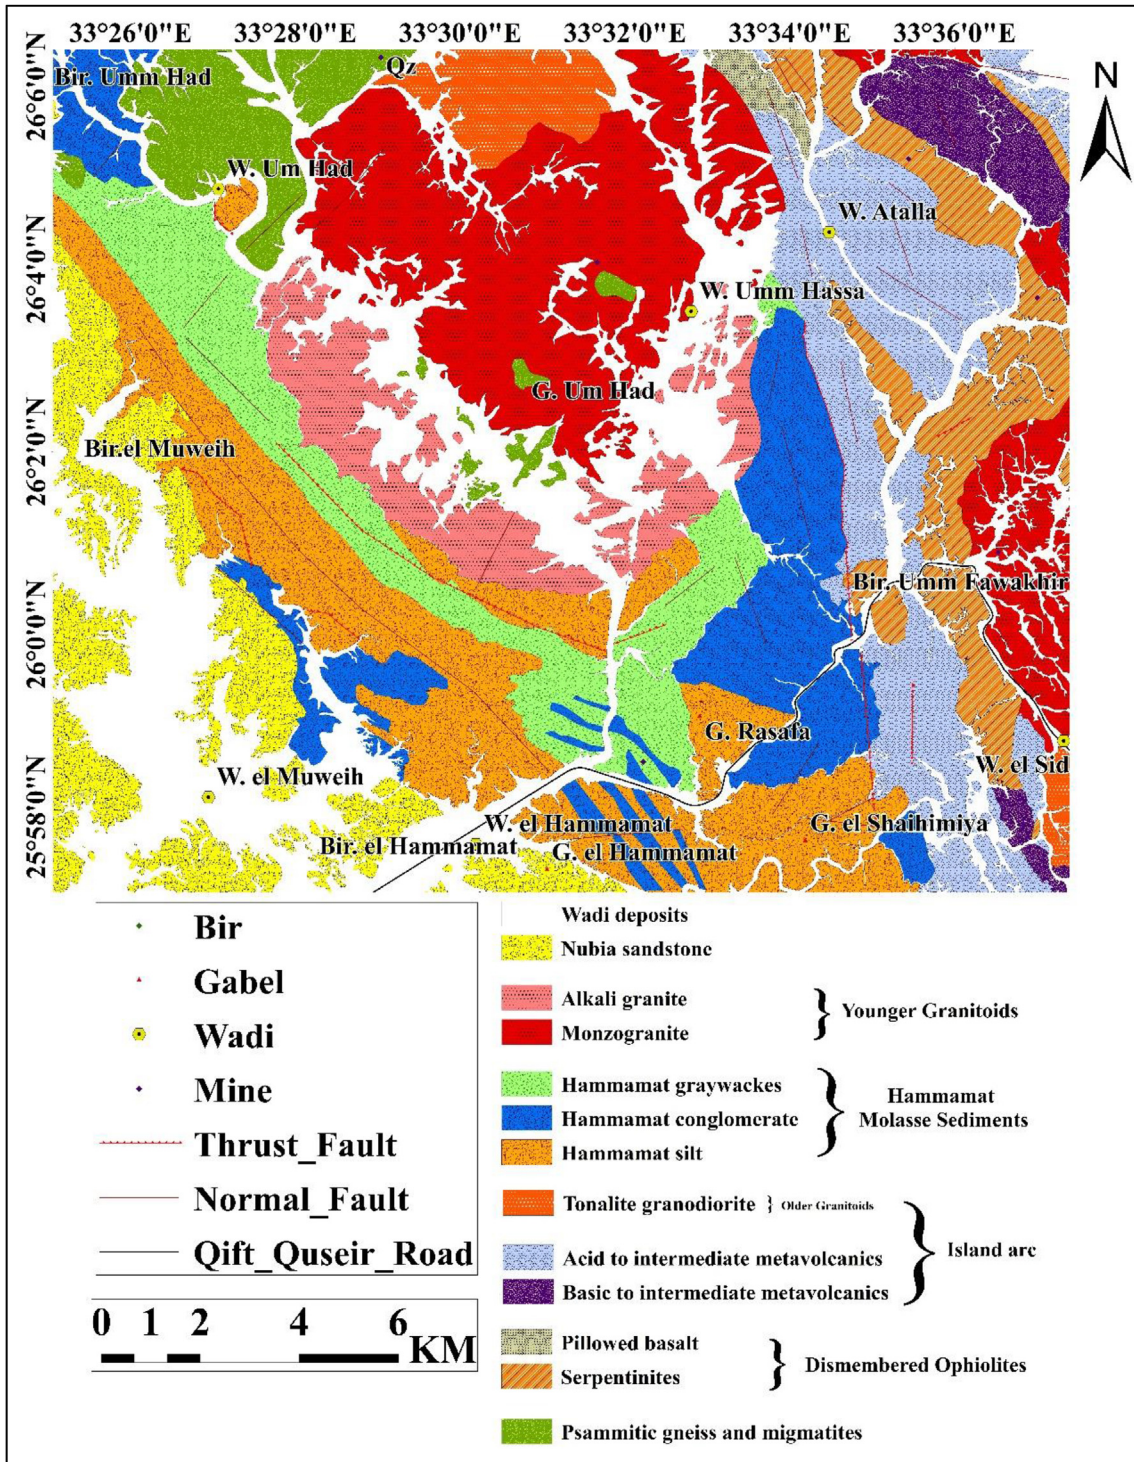 33°26'0"E 33°28'0"E 33°30'0"E 33°32'0"E 33°34'0"E 33°36'0"E
26°6'0"N
26°4'0"N
26°2'0"N
26°0'0"N
25°58'0"N
N
Qz
Bir. Umm Had
W. Um Had
W. Atalla
W. Umm Hassa
G. Um Had
Bir.el Muweih
Bir. Umm Fawakhir
G. Rasafa
W. el Sid
W. el Muweih
W. el Hammamat
G. el Shaihimiya
Bir. el Hammamat
G. el Hammamat
Bir
Gabel
Wadi
Mine
Thrust_Fault
Normal_Fault
Qift_Quseir_Road
0 1 2 4 6
KM
Wadi deposits
Nubia sandstone
Alkali granite
Monzogranite
} Younger Granitoids
Hammamat graywackes
Hammamat conglomerate
Hammamat silt
} Hammamat
Molasse Sediments
Tonalite granodiorite } Older Granitoids
Acid to intermediate metavolcanics
Basic to intermediate metavolcanics
} Island arc
Pillowed basalt
Serpentinites
} Dismembered Ophiolites
Psammitic gneiss and migmatites